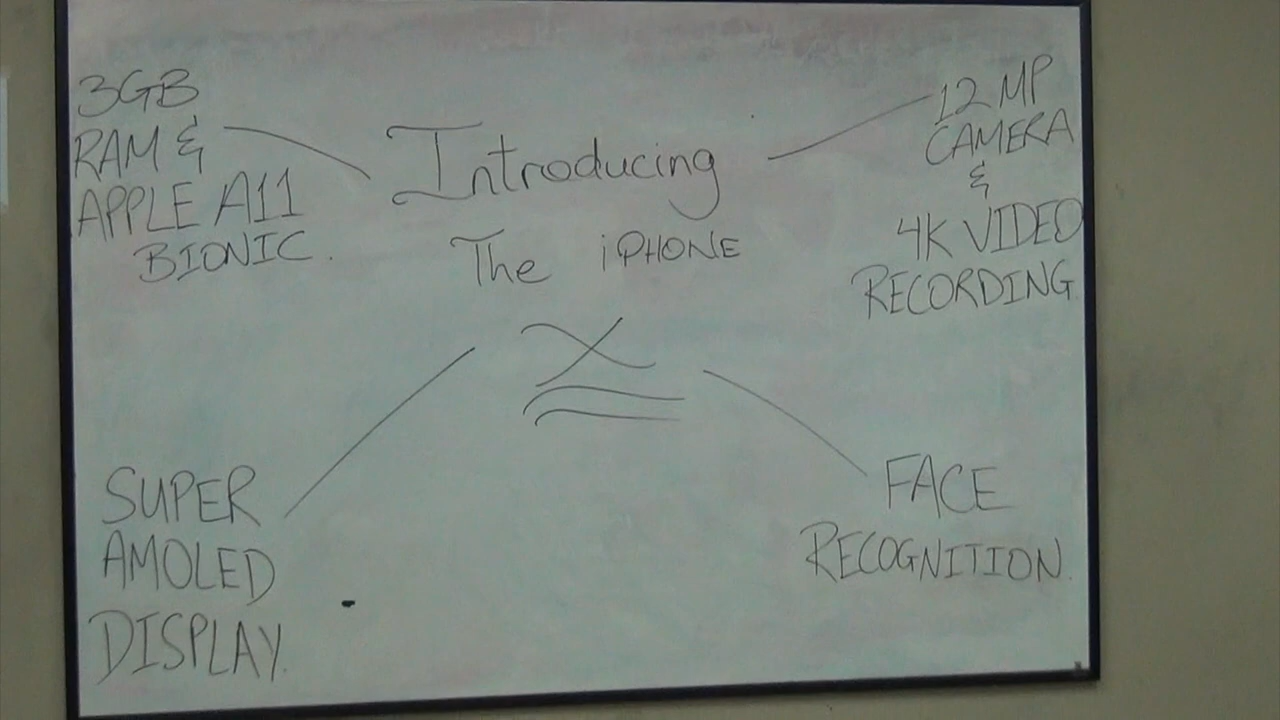 3GB
RAM &
APPLE A11
BIONIC.
Introducing
The iPHONE
X
12 MP
CAMERA
&
4K VIDEO
RECORDING
SUPER
AMOLED
DISPLAY.
FACE
RECOGNITION.